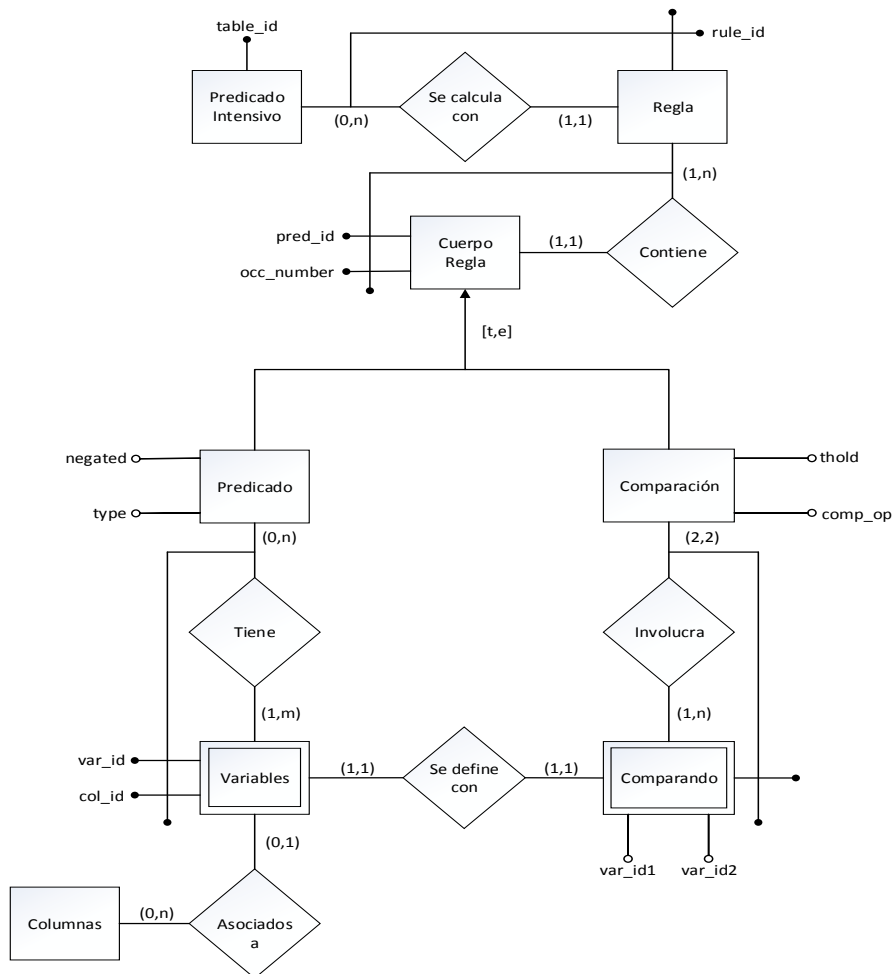 table_id
rule_id
Predicado
Intensivo
(0,n)
Se calcula
con
(1,1)
Regla
(1,n)
pred_id
occ_number
Cuerpo
Regla
(1,1)
Contiene
[t,e]
negated
type
Predicado
(0,n)
Comparación
thold
comp_op
(2,2)
Tiene
Involucra
(1,m)
(1,n)
var_id
col_id
Variables
(1,1)
Se define
con
(1,1)
Comparando
(0,1)
var_id1
var_id2
Columnas
(0,n)
Asociados
a